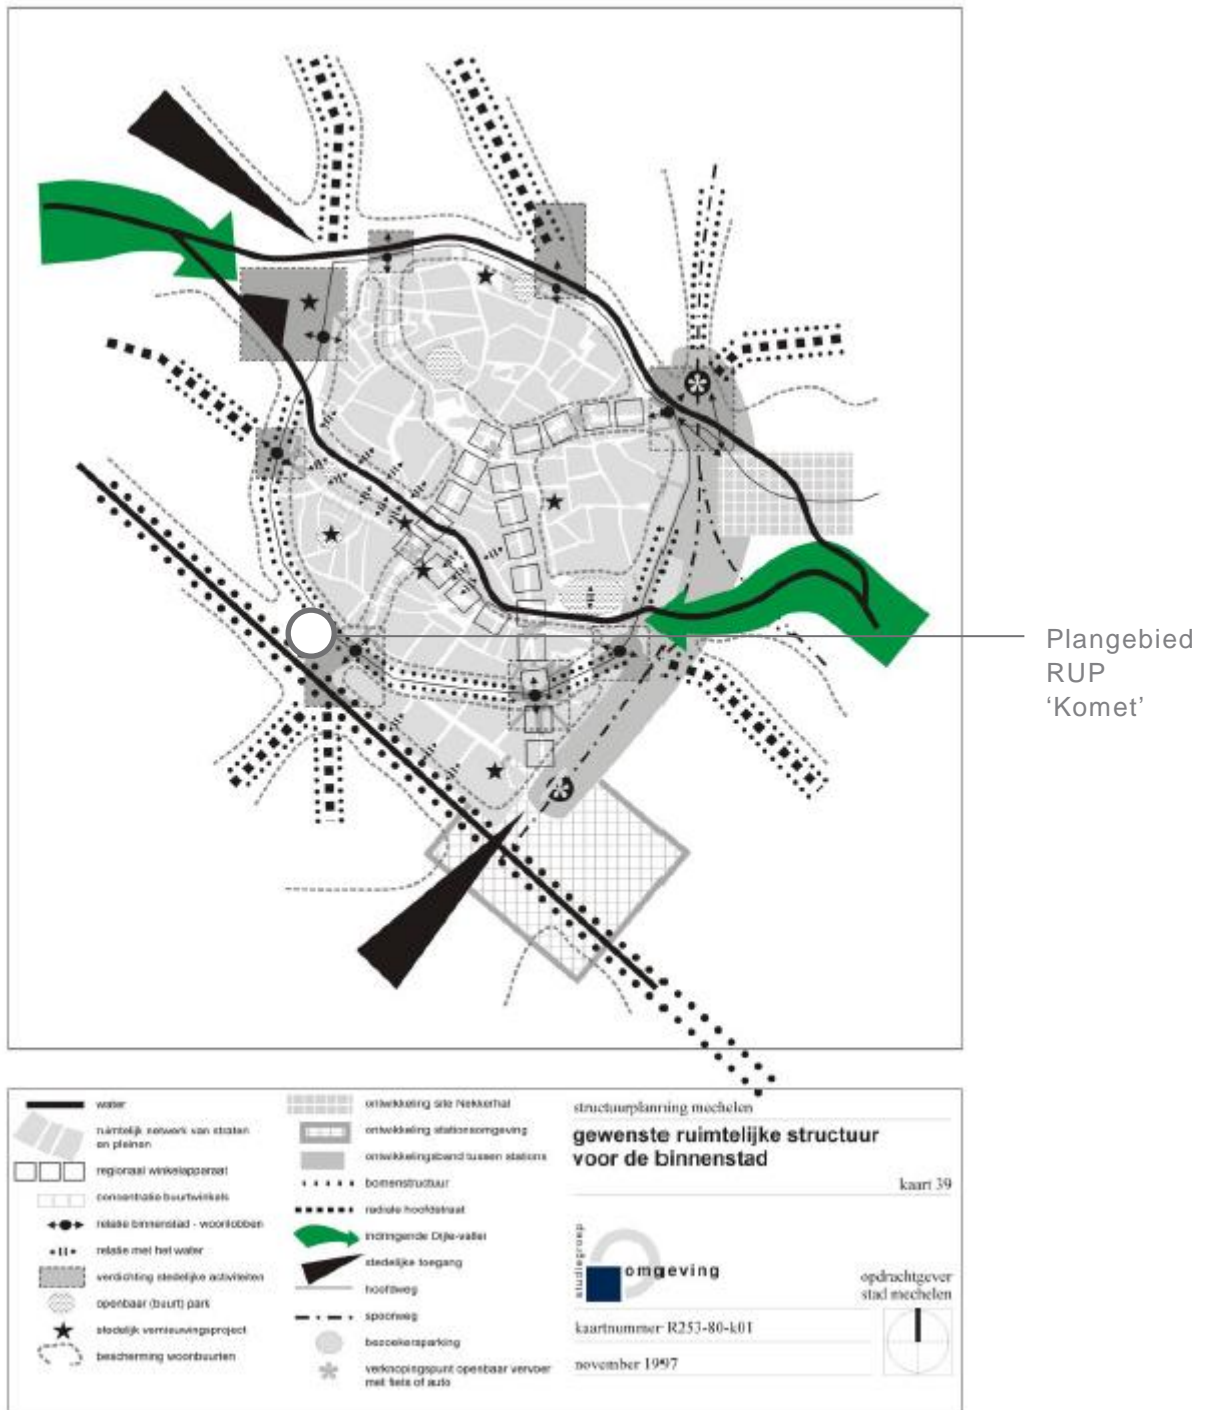 Plangebied
RUP
‘Komet’
water
ruimtelijk netwerk van straten
en pleinen
regionaal winkelapparaat
concentratie buurtwinkels
relatie binnenstad - woonlobben
relatie met het water
verdichting stedelijke activiteiten
openbaar (buurt) park
stedelijk vernieuwingsproject
bescherming woonbuurten
ontwikkeling site Nekkerhal
ontwikkeling stationsomgeving
ontwikkelingsband tussen stations
bomenstructuur
radiale hoofdstraat
indringende Dijle-vallei
stedelijke toegang
hoofdweg
spoorweg
bezoekersparking
verknopingspunt openbaar vervoer
met fiets of auto
structuurplanning mechelen
gewenste ruimtelijke structuur
voor de binnenstad
kaart 39
studiegroep
omgeving
opdrachtgever
stad mechelen
kaartnummer R253-80-k01
november 1997